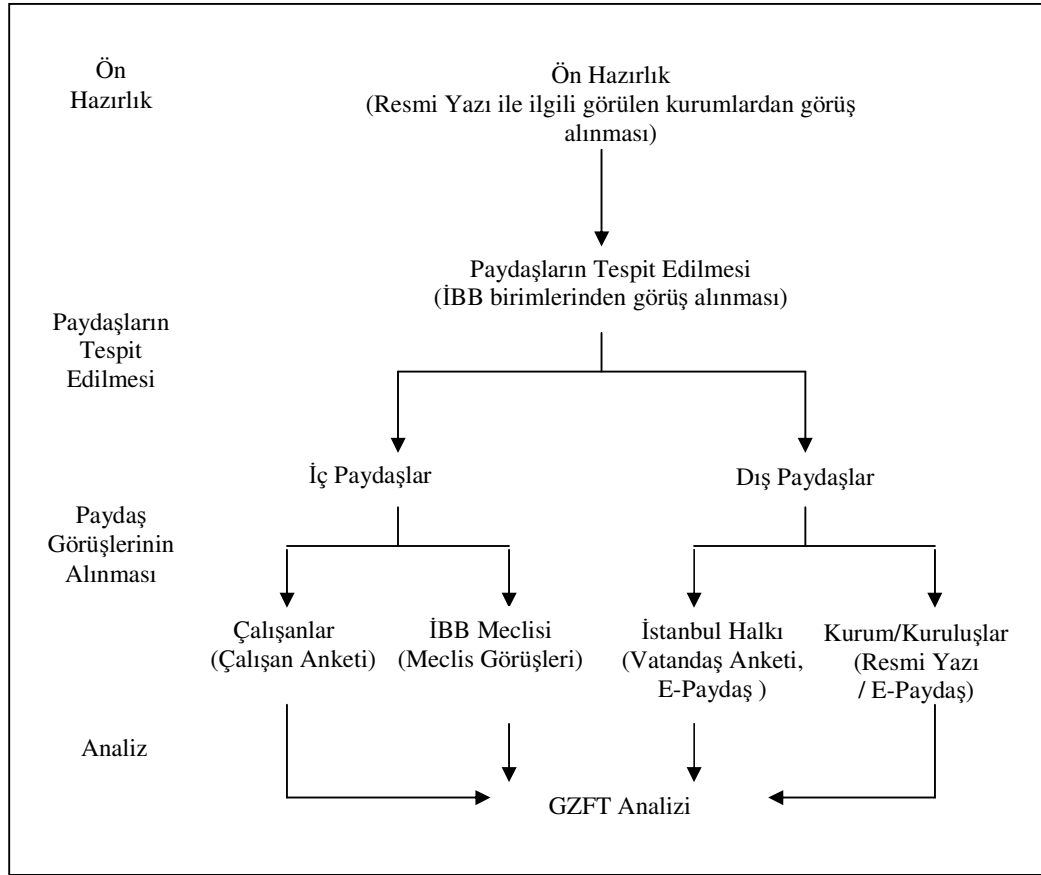 Ön
Hazırlık
Ön Hazırlık
(Resmi Yazı ile ilgili görülen kurumlardan görüş
alınması)
Paydaşların Tespit Edilmesi
(İBB birimlerinden görüş alınması)
Paydaşların
Tespit
Edilmesi
İç Paydaşlar
Dış Paydaşlar
Paydaş
Görüşlerinin
Alınması
Çalışanlar
(Çalışan Anketi)
İBB Meclisi
(Meclis Görüşleri)
İstanbul Halkı
(Vatandaş Anketi,
E-Paydaş )
Kurum/Kuruluşlar
(Resmi Yazı
/ E-Paydaş)
Analiz
GZFT Analizi